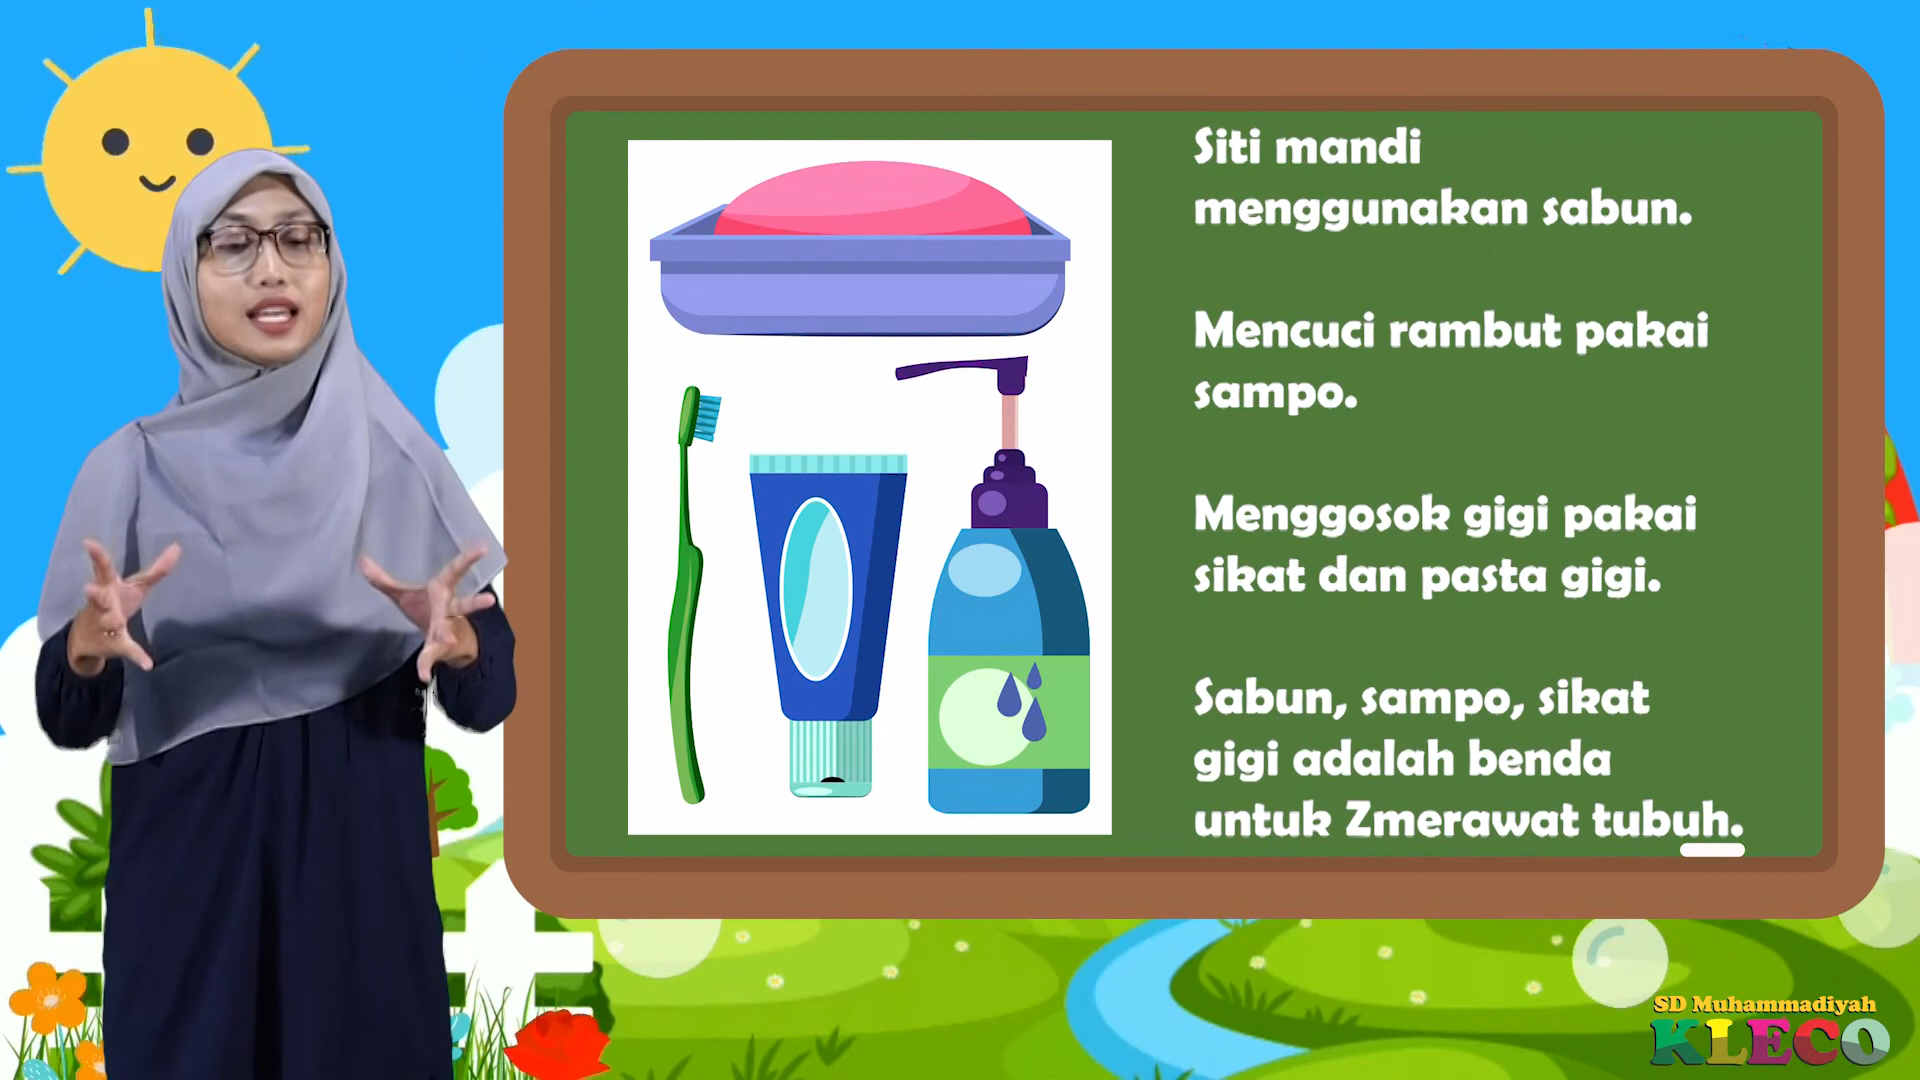 Siti mandi
menggunakan sabun.
Mencuci rambut pakai
sampo.
Menggosok gigi pakai
sikat dan pasta gigi.
Sabun, sampo, sikat
gigi adalah benda
untuk Zmerawat tubuh.
SD Muhammadiyah
KLECO